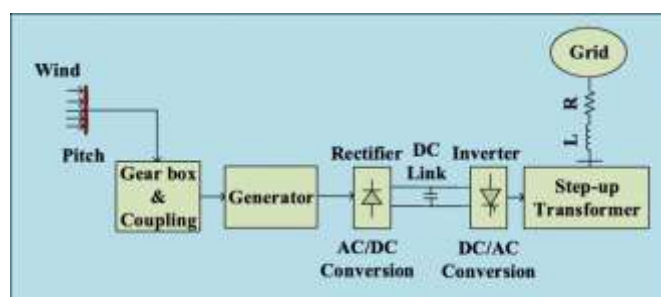 Wind
Pitch
Gear box
&
Coupling
Generator
Rectifier
AC/DC
Conversion
DC
Link
Inverter
DC/AC
Conversion
Step-up
Transformer
L
R
Grid